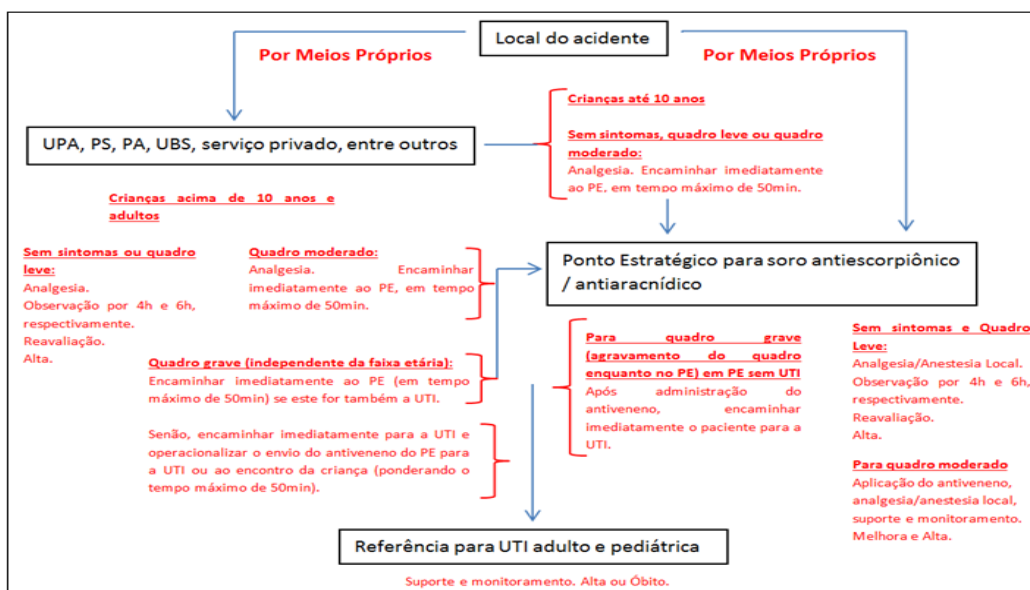 Local do acidente
Por Meios Próprios
Por Meios Próprios
UPA, PS, PA, UBS, serviço privado, entre outros
Crianças até 10 anos
Sem sintomas, quadro leve ou quadro
moderado:
Analgesia. Encaminhar imediatamente
ao PE, em tempo máximo de 50min.
Crianças acima de 10 anos e
adultos
Sem sintomas ou quadro
leve:
Analgesia.
Observação por 4h e 6h,
respectivamente.
Reavaliação.
Alta.
Quadro moderado:
Analgesia. Encaminhar
imediatamente ao PE, em tempo
máximo de 50min.
Ponto Estratégico para soro antiescorpiônico
/ antiaracnídico
Quadro grave (independente da faixa etária):
Encaminhar imediatamente ao PE (em tempo
máximo de 50min) se este for também a UTI.
Senão, encaminhar imediatamente para a UTI e
operacionalizar o envio do antiveneno do PE para
a UTI ou ao encontro da criança (ponderando o
tempo máximo de 50min).
Para quadro grave
(agravamento do quadro
enquanto no PE) em PE sem UTI
Após administração do
antiveneno, encaminhar
imediatamente o paciente para a
UTI.
Sem sintomas e Quadro
Leve:
Analgesia/Anestesia Local.
Observação por 4h e 6h,
respectivamente.
Reavaliação.
Alta.
Para quadro moderado
Aplicação do antiveneno,
analgesia/anestesia local,
suporte e monitoramento.
Melhora e Alta.
Referência para UTI adulto e pediátrica
Suporte e monitoramento. Alta ou Óbito.